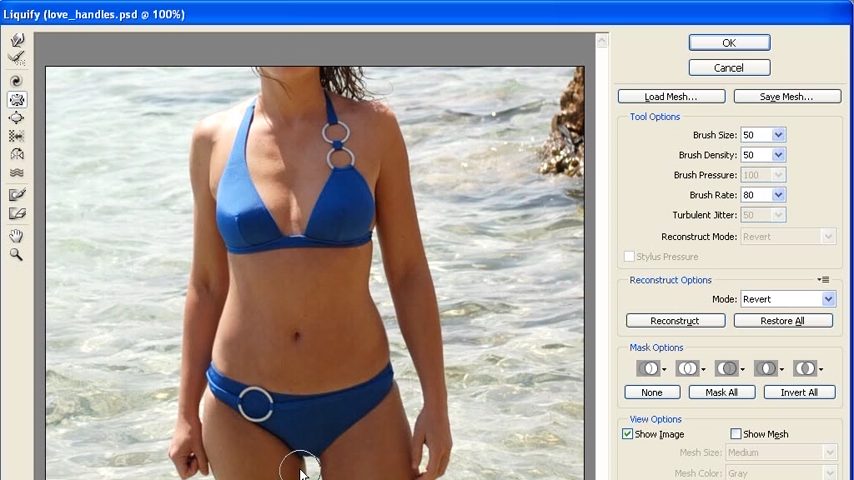 Liquify (love_handles.psd @ 100%)
OK
Cancel
Load Mesh...
Save Mesh...
Tool Options
Brush Size: 50
Brush Density: 50
Brush Pressure: 100
Brush Rate: 80
Turbulent Jitter: 50
Reconstruct Mode: Revert
Stylus Pressure
Reconstruct Options
Mode: Revert
Reconstruct
Restore All
Mask Options
None
Mask All
Invert All
View Options
Show Image
Show Mesh
Mesh Size: Medium
Mesh Color: Gray